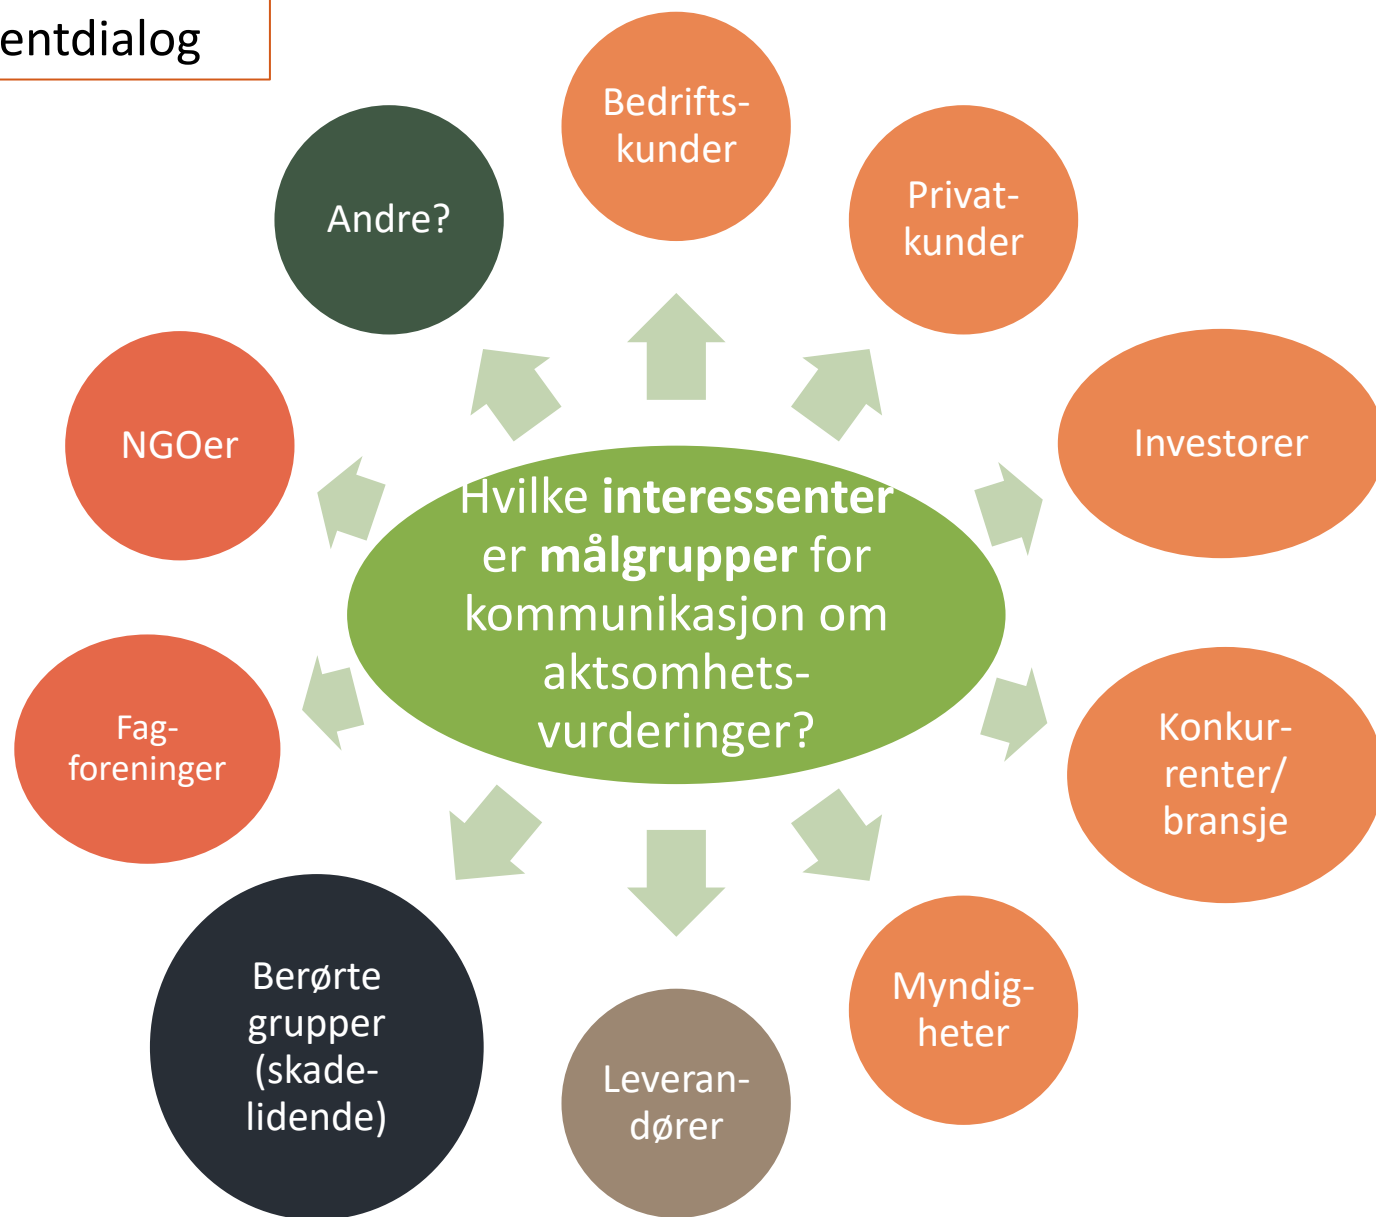 entdialog
Bedrifts-
kunder
Privat-
kunder
Investorer
Konkur-
renter/
bransje
Myndig-
heter
Leveran-
dører
Berørte
grupper
(skade-
lidende)
Fag-
foreninger
NGOer
Andre?
Hvilke interessenter
er målgrupper for
kommunikasjon om
aktsomhets-
vurderinger?